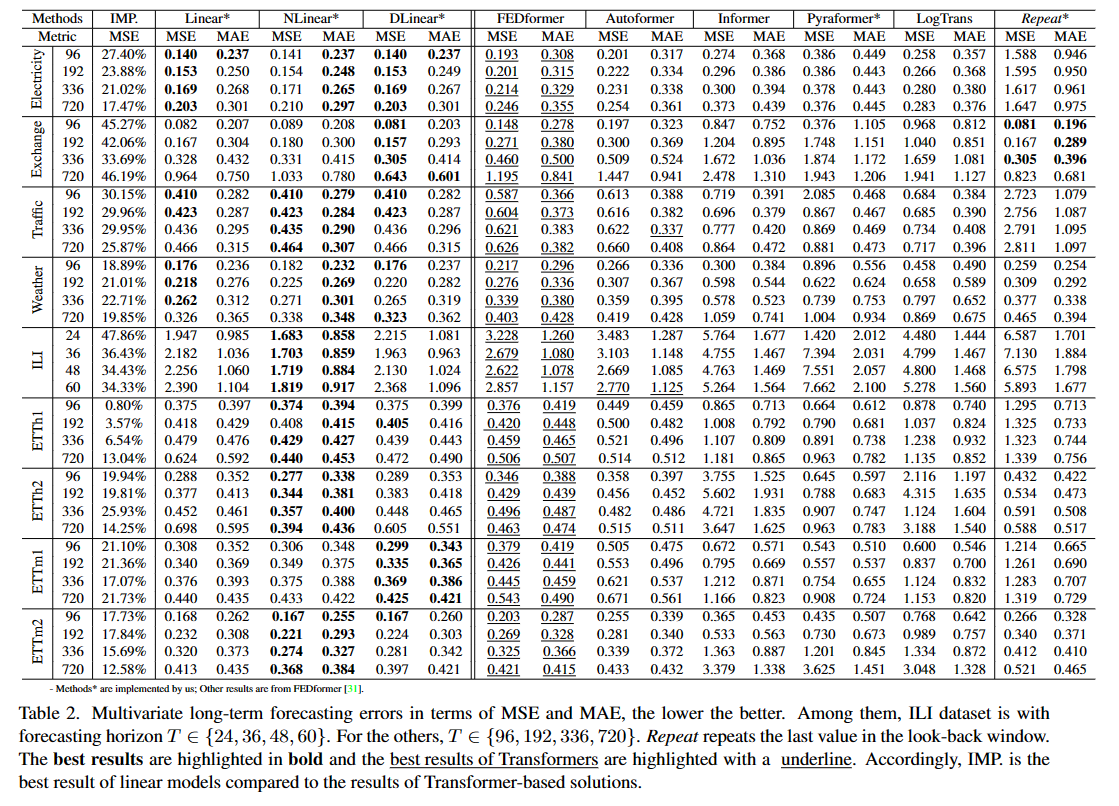 Methods IMP. Linear* NLinear* DLinear* FEDformer Autoformer Informer Pyraformer* LogTrans Repeat*
Metric MSE MSE MAE MSE MAE MSE MAE MSE MAE MSE MAE MSE MAE MSE MAE MSE MAE MSE MAE
Electricity
96 27.40% 0.140 0.237 0.141 0.237 0.140 0.237 0.193 0.308 0.201 0.317 0.274 0.368 0.386 0.449 0.258 0.357 1.588 0.946
192 23.88% 0.153 0.250 0.154 0.248 0.153 0.249 0.201 0.315 0.222 0.334 0.296 0.386 0.386 0.443 0.266 0.368 1.595 0.950
336 21.02% 0.169 0.268 0.171 0.265 0.169 0.267 0.214 0.329 0.231 0.338 0.300 0.394 0.378 0.443 0.280 0.380 1.617 0.961
720 17.47% 0.203 0.301 0.210 0.297 0.203 0.301 0.246 0.355 0.254 0.361 0.373 0.439 0.376 0.445 0.283 0.376 1.647 0.975
Exchange
96 45.27% 0.082 0.207 0.089 0.208 0.081 0.203 0.148 0.278 0.197 0.323 0.847 0.752 0.376 1.105 0.968 0.812 0.081 0.196
192 42.06% 0.167 0.304 0.180 0.300 0.157 0.293 0.271 0.380 0.300 0.369 1.204 0.895 1.748 1.151 1.040 0.851 0.167 0.289
336 33.69% 0.328 0.432 0.331 0.415 0.305 0.414 0.460 0.500 0.509 0.524 1.672 1.036 1.874 1.172 1.659 1.081 0.305 0.396
720 46.19% 0.964 0.750 1.033 0.780 0.643 0.601 1.195 0.841 1.447 0.941 2.478 1.310 1.943 1.206 1.941 1.127 0.823 0.681
Traffic
96 30.15% 0.410 0.282 0.410 0.279 0.410 0.282 0.587 0.366 0.613 0.388 0.719 0.391 2.085 0.468 0.684 0.384 2.723 1.079
192 29.96% 0.423 0.287 0.423 0.284 0.423 0.287 0.604 0.373 0.616 0.382 0.696 0.379 0.867 0.467 0.685 0.390 2.756 1.087
336 29.95% 0.436 0.295 0.435 0.290 0.436 0.296 0.621 0.383 0.622 0.337 0.777 0.420 0.869 0.469 0.734 0.408 2.791 1.095
720 25.87% 0.466 0.315 0.464 0.307 0.466 0.315 0.626 0.382 0.660 0.408 0.864 0.472 0.881 0.473 0.717 0.396 2.811 1.097
Weather
96 18.89% 0.176 0.236 0.182 0.232 0.176 0.237 0.217 0.296 0.266 0.336 0.300 0.384 0.896 0.556 0.458 0.490 0.259 0.254
192 21.01% 0.218 0.276 0.225 0.269 0.220 0.282 0.276 0.336 0.307 0.367 0.598 0.544 0.622 0.624 0.658 0.589 0.309 0.292
336 22.71% 0.262 0.312 0.271 0.301 0.265 0.319 0.339 0.380 0.359 0.395 0.578 0.523 0.739 0.753 0.797 0.652 0.377 0.338
720 19.85% 0.326 0.365 0.338 0.348 0.323 0.362 0.403 0.428 0.419 0.428 1.059 0.741 1.004 0.934 0.869 0.675 0.465 0.394
ILI
24 47.86% 1.947 0.985 1.683 0.858 2.215 1.081 3.228 1.260 3.483 1.287 5.764 1.677 1.420 2.012 4.480 1.444 6.587 1.701
36 36.43% 2.182 1.036 1.703 0.859 1.963 0.963 2.679 1.080 3.103 1.148 4.755 1.467 7.394 2.031 4.799 1.467 7.130 1.884
48 34.43% 2.256 1.060 1.719 0.884 2.130 1.024 2.622 1.078 2.669 1.085 4.763 1.469 7.551 2.057 4.800 1.468 6.575 1.798
60 34.33% 2.390 1.104 1.819 0.917 2.368 1.096 2.857 1.157 2.770 1.125 5.264 1.564 7.662 2.100 5.278 1.560 5.893 1.677
ETTh1
96 0.80% 0.375 0.397 0.374 0.394 0.375 0.399 0.376 0.419 0.449 0.459 0.865 0.713 0.664 0.612 0.878 0.740 1.295 0.713
192 3.57% 0.418 0.429 0.408 0.415 0.405 0.416 0.420 0.448 0.500 0.482 1.008 0.792 0.790 0.681 1.037 0.824 1.325 0.733
336 6.54% 0.479 0.476 0.429 0.427 0.439 0.443 0.459 0.465 0.521 0.496 1.107 0.809 0.891 0.738 1.238 0.932 1.323 0.744
720 13.04% 0.624 0.592 0.440 0.453 0.472 0.490 0.506 0.507 0.514 0.512 1.181 0.865 0.963 0.782 1.135 0.852 1.339 0.756
ETTh2
96 19.94% 0.288 0.352 0.277 0.338 0.289 0.353 0.346 0.388 0.358 0.397 3.755 1.525 0.645 0.597 2.116 1.197 0.432 0.422
192 19.81% 0.377 0.413 0.344 0.381 0.383 0.418 0.429 0.439 0.456 0.452 5.602 1.931 0.788 0.683 4.315 1.635 0.534 0.473
336 25.93% 0.452 0.461 0.357 0.400 0.448 0.465 0.496 0.487 0.482 0.486 4.721 1.835 0.907 0.747 1.124 1.604 0.591 0.508
720 14.25% 0.698 0.595 0.394 0.436 0.605 0.551 0.463 0.474 0.515 0.511 3.647 1.625 0.963 0.783 3.188 1.540 0.588 0.517
ETTm1
96 21.10% 0.308 0.352 0.306 0.348 0.299 0.343 0.379 0.419 0.505 0.475 0.672 0.571 0.543 0.510 0.600 0.546 1.214 0.665
192 21.36% 0.340 0.369 0.349 0.375 0.335 0.365 0.426 0.441 0.553 0.496 0.795 0.669 0.557 0.537 0.837 0.700 1.261 0.690
336 17.07% 0.376 0.393 0.375 0.388 0.369 0.386 0.445 0.459 0.621 0.537 1.212 0.871 0.754 0.655 1.124 0.832 1.283 0.707
720 21.73% 0.440 0.435 0.433 0.422 0.425 0.421 0.543 0.490 0.671 0.561 1.166 0.823 0.908 0.724 1.153 0.820 1.319 0.729
ETTm2
96 17.73% 0.168 0.262 0.167 0.255 0.167 0.260 0.203 0.287 0.255 0.339 0.365 0.453 0.435 0.507 0.768 0.642 0.266 0.328
192 17.84% 0.232 0.308 0.221 0.293 0.224 0.303 0.269 0.328 0.281 0.340 0.533 0.563 0.730 0.673 0.989 0.757 0.340 0.371
336 15.69% 0.320 0.373 0.274 0.327 0.281 0.342 0.325 0.366 0.339 0.372 1.363 0.887 1.201 0.845 1.334 0.872 0.412 0.410
720 12.58% 0.413 0.435 0.368 0.384 0.397 0.421 0.421 0.415 0.433 0.432 3.379 1.338 3.625 1.451 3.048 1.328 0.521 0.465
- Methods* are implemented by us; Other results are from FEDformer [31].
Table 2. Multivariate long-term forecasting errors in terms of MSE and MAE, the lower the better. Among them, ILI dataset is with
forecasting horizon T ∈ {24, 36, 48, 60}. For the others, T ∈ {96, 192, 336, 720}. Repeat repeats the last value in the look-back window.
The best results are highlighted in bold and the best results of Transformers are highlighted with a underline. Accordingly, IMP. is the
best result of linear models compared to the results of Transformer-based solutions.